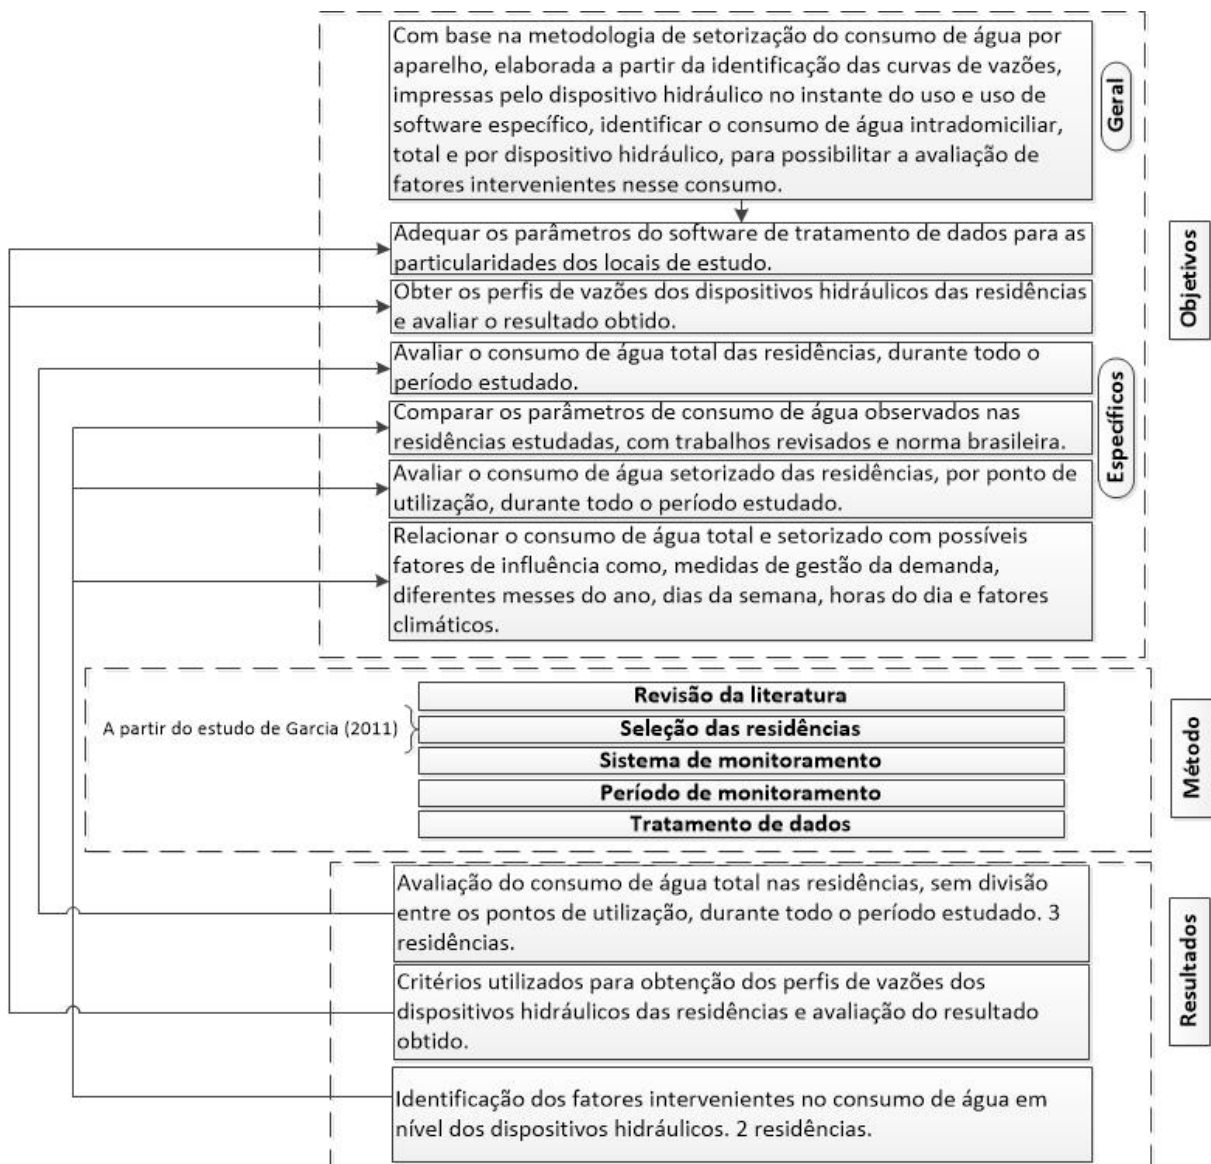 Com base na metodologia de setorização do consumo de água por
aparelho, elaborada a partir da identificação das curvas de vazões,
impressas pelo dispositivo hidráulico no instante do uso e uso de
software específico, identificar o consumo de água intradomiciliar,
total e por dispositivo hidráulico, para possibilitar a avaliação de
fatores intervenientes nesse consumo.
Geral
Adequar os parâmetros do software de tratamento de dados para as
particularidades dos locais de estudo.
Obter os perfis de vazões dos dispositivos hidráulicos das residências
e avaliar o resultado obtido.
Avaliar o consumo de água total das residências, durante todo o
período estudado.
Comparar os parâmetros de consumo de água observados nas
residências estudadas, com trabalhos revisados e norma brasileira.
Avaliar o consumo de água setorizado das residências, por ponto de
utilização, durante todo o período estudado.
Relacionar o consumo de água total e setorizado com possíveis
fatores de influência como, medidas de gestão da demanda,
diferentes messes do ano, dias da semana, horas do dia e fatores
climáticos.
Específicos
Objetivos
A partir do estudo de Garcia (2011)
Revisão da literatura
Seleção das residências
Sistema de monitoramento
Período de monitoramento
Tratamento de dados
Método
Avaliação do consumo de água total nas residências, sem divisão
entre os pontos de utilização, durante todo o período estudado. 3
residências.
Critérios utilizados para obtenção dos perfis de vazões dos
dispositivos hidráulicos das residências e avaliação do resultado
obtido.
Identificação dos fatores intervenientes no consumo de água em
nível dos dispositivos hidráulicos. 2 residências.
Resultados